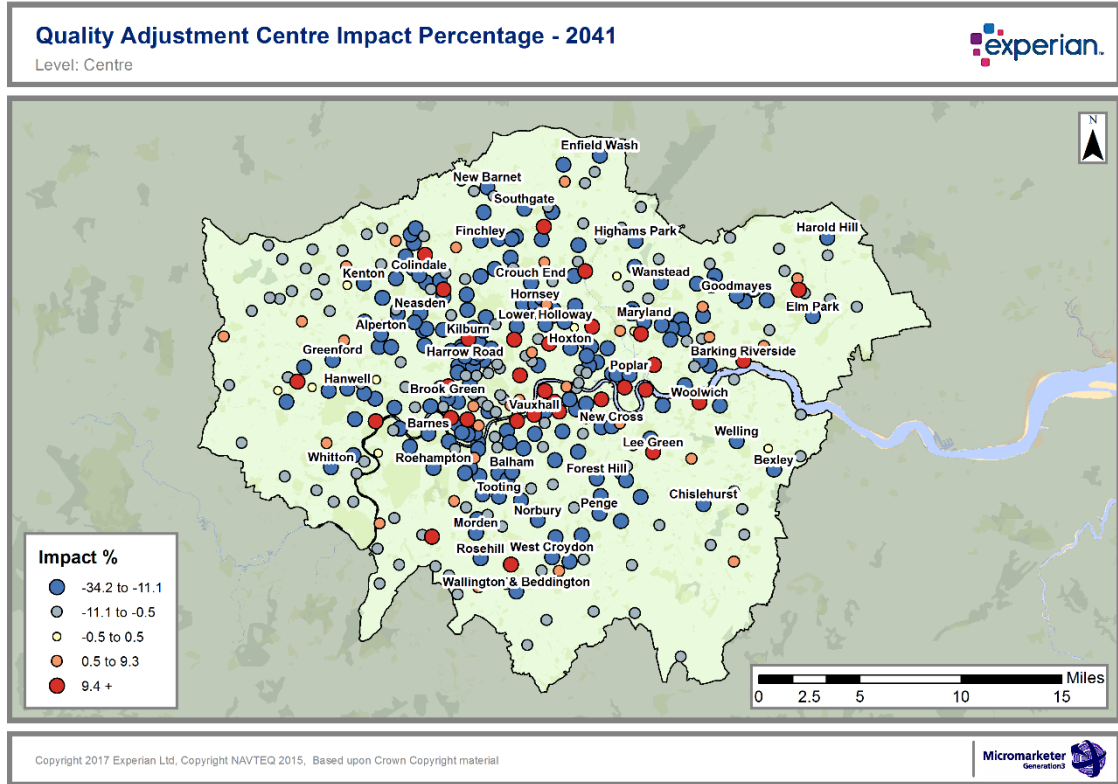 Quality Adjustment Centre Impact Percentage - 2041
Level: Centre
experian™
N
Enfield Wash
New Barnet
Southgate
Finchley
Highams Park
Harold Hill
Colindale
Kenton
Crouch End
Wanstead
Goodmayes
Neasden
Hornsey
Elm Park
Alperton
Kilburn
Lower Holloway
Maryland
Hoxton
Greenford
Harrow Road
Barking Riverside
Poplar
Hanwell
Brook Green
Woolwich
Vauxhall
New Cross
Barnes
Welling
Lee Green
Whitton
Roehampton
Balham
Forest Hill
Bexley
Tooting
Chislehurst
Norbury
Penge
Morden
Rosehill
West Croydon
Wallington & Beddington
Impact %
-34.2 to -11.1
-11.1 to -0.5
-0.5 to 0.5
0.5 to 9.3
9.4 +
Miles
0 2.5 5 10 15
Copyright 2017 Experian Ltd, Copyright NAVTEQ 2015, Based upon Crown Copyright material
Micromarketer
Generation3